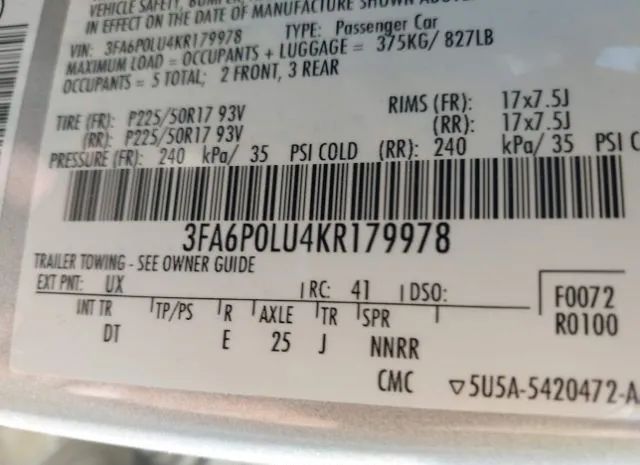 VEHICLE SAFETY, BUMPER,
IN EFFECT ON THE DATE OF MANUFACTURE SHOWN
VIN: 3FA6P0LU4KR179978 TYPE: Passenger Car
MAXIMUM LOAD = OCCUPANTS + LUGGAGE = 375KG/ 827LB
OCCUPANTS = 5 TOTAL; 2 FRONT, 3 REAR
TIRE (FR): P225/50R17 93V RIMS (FR): 17x7.5J
(RR): P225/50R17 93V (RR): 17x7.5J
PRESSURE (FR): 240 kPa/ 35 PSI COLD (RR): 240 kPa/ 35 PSI C
3FA6P0LU4KR179978
TRAILER TOWING - SEE OWNER GUIDE
EXT PNT: UX RC: 41 DSO: F0072
INT TR TP/PS R AXLE TR SPR R0100
DT E 25 J NNRR
CMC ▽5U5A-5420472-A